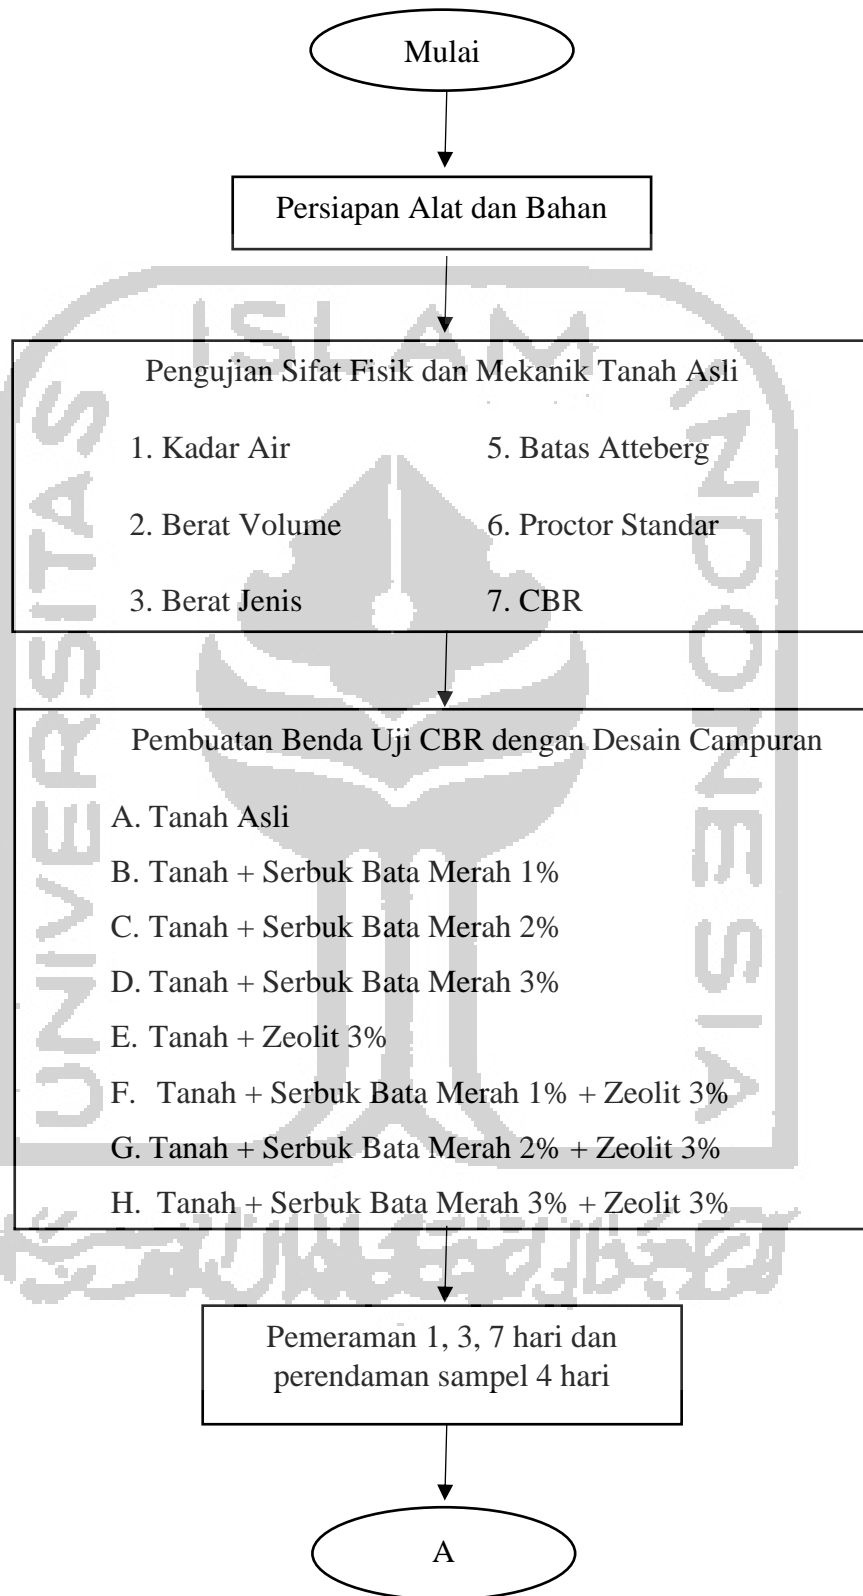 Mulai
Persiapan Alat dan Bahan
Pengujian Sifat Fisik dan Mekanik Tanah Asli
1. Kadar Air
5. Batas Atteberg
2. Berat Volume
6. Proctor Standar
3. Berat Jenis
7. CBR
Pembuatan Benda Uji CBR dengan Desain Campuran
A. Tanah Asli
B. Tanah + Serbuk Bata Merah 1%
C. Tanah + Serbuk Bata Merah 2%
D. Tanah + Serbuk Bata Merah 3%
E. Tanah + Zeolit 3%
F. Tanah + Serbuk Bata Merah 1% + Zeolit 3%
G. Tanah + Serbuk Bata Merah 2% + Zeolit 3%
H. Tanah + Serbuk Bata Merah 3% + Zeolit 3%
Pemeraman 1, 3, 7 hari dan
perendaman sampel 4 hari
A
UNIVERSITAS
ISLAM
INDONESIA